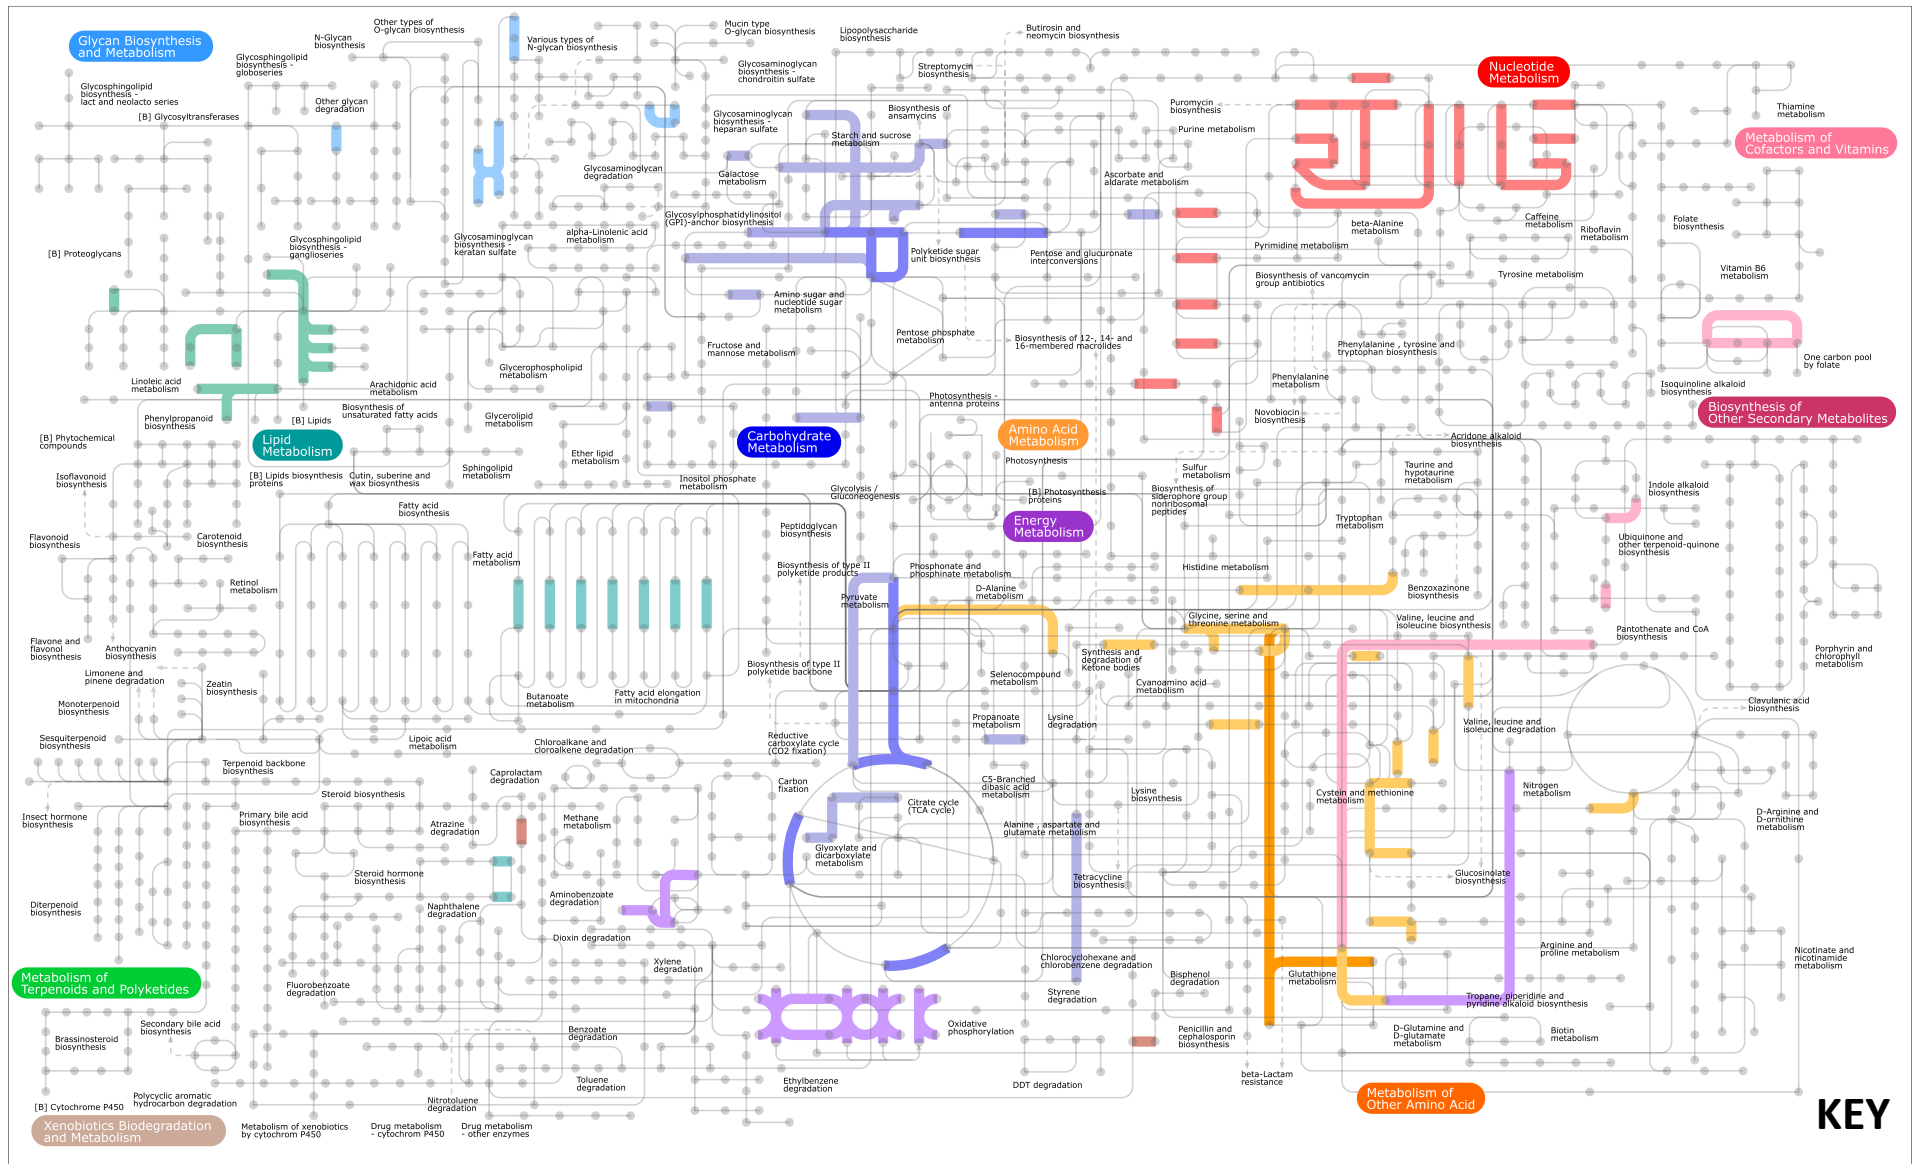 Glycan Biosynthesis
and Metabolism
Other types of
O-glycan biosynthesis
N-Glycan
biosynthesis
Various types of
N-glycan biosynthesis
Mucin type
O-glycan biosynthesis
Lipopolysaccharide
biosynthesis
Butirosin and
neomycin biosynthesis
Glycosphingolipid
biosynthesis -
globoseries
Glycosaminoglycan
biosynthesis -
chondroitin sulfate
Streptomycin
biosynthesis
Nucleotide
Metabolism
Glycosphingolipid
biosynthesis -
lact and neolacto series
Other glycan
degradation
[B] Glycosyltransferases
Glycosaminoglycan
biosynthesis -
heparan sulfate
Biosynthesis of
ansamycins
Puromycin
biosynthesis
Thiamine
metabolism
Starch and sucrose
metabolism
Purine metabolism
Metabolism of
Cofactors and Vitamins
Glycosaminoglycan
degradation
Galactose
metabolism
Ascorbate and
aldarate metabolism
Glycosylphosphatidylinositol
(GPI)-anchor biosynthesis
beta-Alanine
metabolism
Caffeine
metabolism
Riboflavin
metabolism
Folate
biosynthesis
[B] Proteoglycans
Glycosphingolipid
biosynthesis -
ganglioseries
Glycosaminoglycan
biosynthesis -
keratan sulfate
alpha-Linolenic acid
metabolism
Polyketide sugar
unit biosynthesis
Pentose and glucuronate
interconversions
Pyrimidine metabolism
Biosynthesis of vancomycin
group antibiotics
Tyrosine metabolism
Vitamin B6
metabolism
Amino sugar and
nucleotide sugar
metabolism
Pentose phosphate
metabolism
Biosynthesis of 12-, 14- and
16-membered macrolides
Fructose and
mannose metabolism
Phenylalanine , tyrosine and
tryptophan biosynthesis
One carbon pool
by folate
Linoleic acid
metabolism
Arachidonic acid
metabolism
Glycerophospholipid
metabolism
Phenylalanine
metabolism
Isoquinoline alkaloid
biosynthesis
Photosynthesis -
antenna proteins
Biosynthesis of
unsaturated fatty acids
Phenylpropanoid
biosynthesis
[B] Lipids
Glycerolipid
metabolism
Novobiocin
biosynthesis
Biosynthesis of
Other Secondary Metabolites
[B] Phytochemical
compounds
Lipid
Metabolism
Carbohydrate
Metabolism
Amino Acid
Metabolism
Acridone alkaloid
biosynthesis
Isoflavonoid
biosynthesis
[B] Lipids biosynthesis
proteins
Cutin, suberine and
wax biosynthesis
Sphingolipid
metabolism
Ether lipid
metabolism
Inositol phosphate
metabolism
Photosynthesis
Sulfur
metabolism
Taurine and
hypotaurine
metabolism
Glycolysis /
Gluconeogenesis
[B] Photosynthesis
proteins
Biosynthesis of
siderophore group
nonribosomal
peptides
Indole alkaloid
biosynthesis
Fatty acid
biosynthesis
Peptidoglycan
biosynthesis
Energy
Metabolism
Tryptophan
metabolism
Flavonoid
biosynthesis
Carotenoid
biosynthesis
Fatty acid
metabolism
Ubiquinone and
other terpenoid-quinone
biosynthesis
Biosynthesis of type II
polyketide products
Phosphonate and
phosphinate metabolism
Histidine metabolism
Retinol
metabolism
Pyruvate
metabolism
D-Alanine
metabolism
Benzoxazinone
biosynthesis
Glycine, serine and
threonine metabolism
Valine, leucine and
isoleucine biosynthesis
Pantothenate and CoA
biosynthesis
Flavone and
flavonol
biosynthesis
Anthocyanin
biosynthesis
Limonene and
pinene degradation
Biosynthesis of type II
polyketide backbone
Synthesis and
degradation of
Ketone bodies
Porphyrin and
chlorophyll
metabolism
Zeatin
biosynthesis
Selenocompound
metabolism
Cyanoamino acid
metabolism
Monoterpenoid
biosynthesis
Butanoate
metabolism
Fatty acid elongation
in mitochondria
Clavulanic acid
biosynthesis
Propanoate
metabolism
Lysine
degradation
Valine, leucine and
isoleucine degradation
Sesquiterpenoid
biosynthesis
Lipoic acid
metabolism
Chloroalkane and
cloroalkene degradation
Reductive
carboxylate cycle
(CO2 fixation)
Terpenoid backbone
biosynthesis
Caprolactam
degradation
Carbon
fixation
C5-Branched
dibasic acid
metabolism
Lysine
biosynthesis
Cystein and methionine
metabolism
Nitrogen
metabolism
Steroid biosynthesis
Citrate cycle
(TCA cycle)
Insect hormone
biosynthesis
Primary bile acid
biosynthesis
Atrazine
degradation
Methane
metabolism
Alanine , aspartate and
glutamate metabolism
D-Arginine and
D-ornithine
metabolism
Glyoxylate and
dicarboxylate
metabolism
Steroid hormone
biosynthesis
Tetracycline
biosynthesis
Glucosinolate
biosynthesis
Diterpenoid
biosynthesis
Naphthalene
degradation
Aminobenzoate
degradation
Dioxin degradation
Arginine and
proline metabolism
Nicotinate and
nicotinamide
metabolism
Metabolism of
Terpenoids and Polyketides
Fluorobenzoate
degradation
Xylene
degradation
Chlorocyclohexane and
chlorobenzene degradation
Bisphenol
degradation
Glutathione
metabolism
Styrene
degradation
Tropane, piperidine and
pyridine alkaloid biosynthesis
Brassinosteroid
biosynthesis
Secondary bile acid
biosynthesis
Benzoate
degradation
Oxidative
phosphorylation
Penicillin and
cephalosporin
biosynthesis
D-Glutamine and
D-glutamate
metabolism
Biotin
metabolism
Toluene
degradation
Ethylbenzene
degradation
DDT degradation
beta-Lactam
resistance
[B] Cytochrome P450
Polycyclic aromatic
hydrocarbon degradation
Nitrotoluene
degradation
Metabolism of
Other Amino Acid
Xenobiotics Biodegradation
and Metabolism
Metabolism of xenobiotics
by cytochrom P450
Drug metabolism
- cytochrom P450
Drug metabolism
- other enzymes
KEY